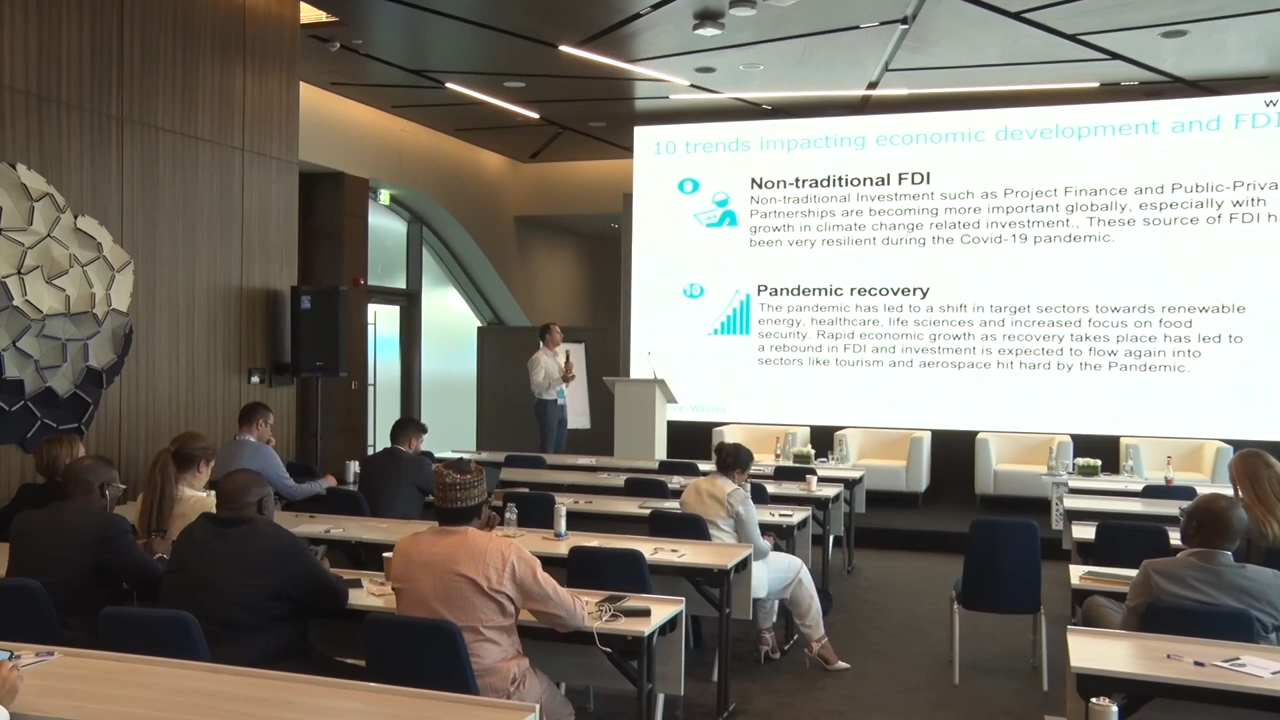 10 trends impacting economic development and FDI
9
Non-traditional FDI
Non-traditional Investment such as Project Finance and Public-Priva
Partnerships are becoming more important globally, especially with
growth in climate change related investment., These source of FDI h
been very resilient during the Covid-19 pandemic.
10
Pandemic recovery
The pandemic has led to a shift in target sectors towards renewable
energy, healthcare, life sciences and increased focus on food
security. Rapid economic growth as recovery takes place has led to
a rebound in FDI and investment is expected to flow again into
sectors like tourism and aerospace hit hard by the Pandemic.